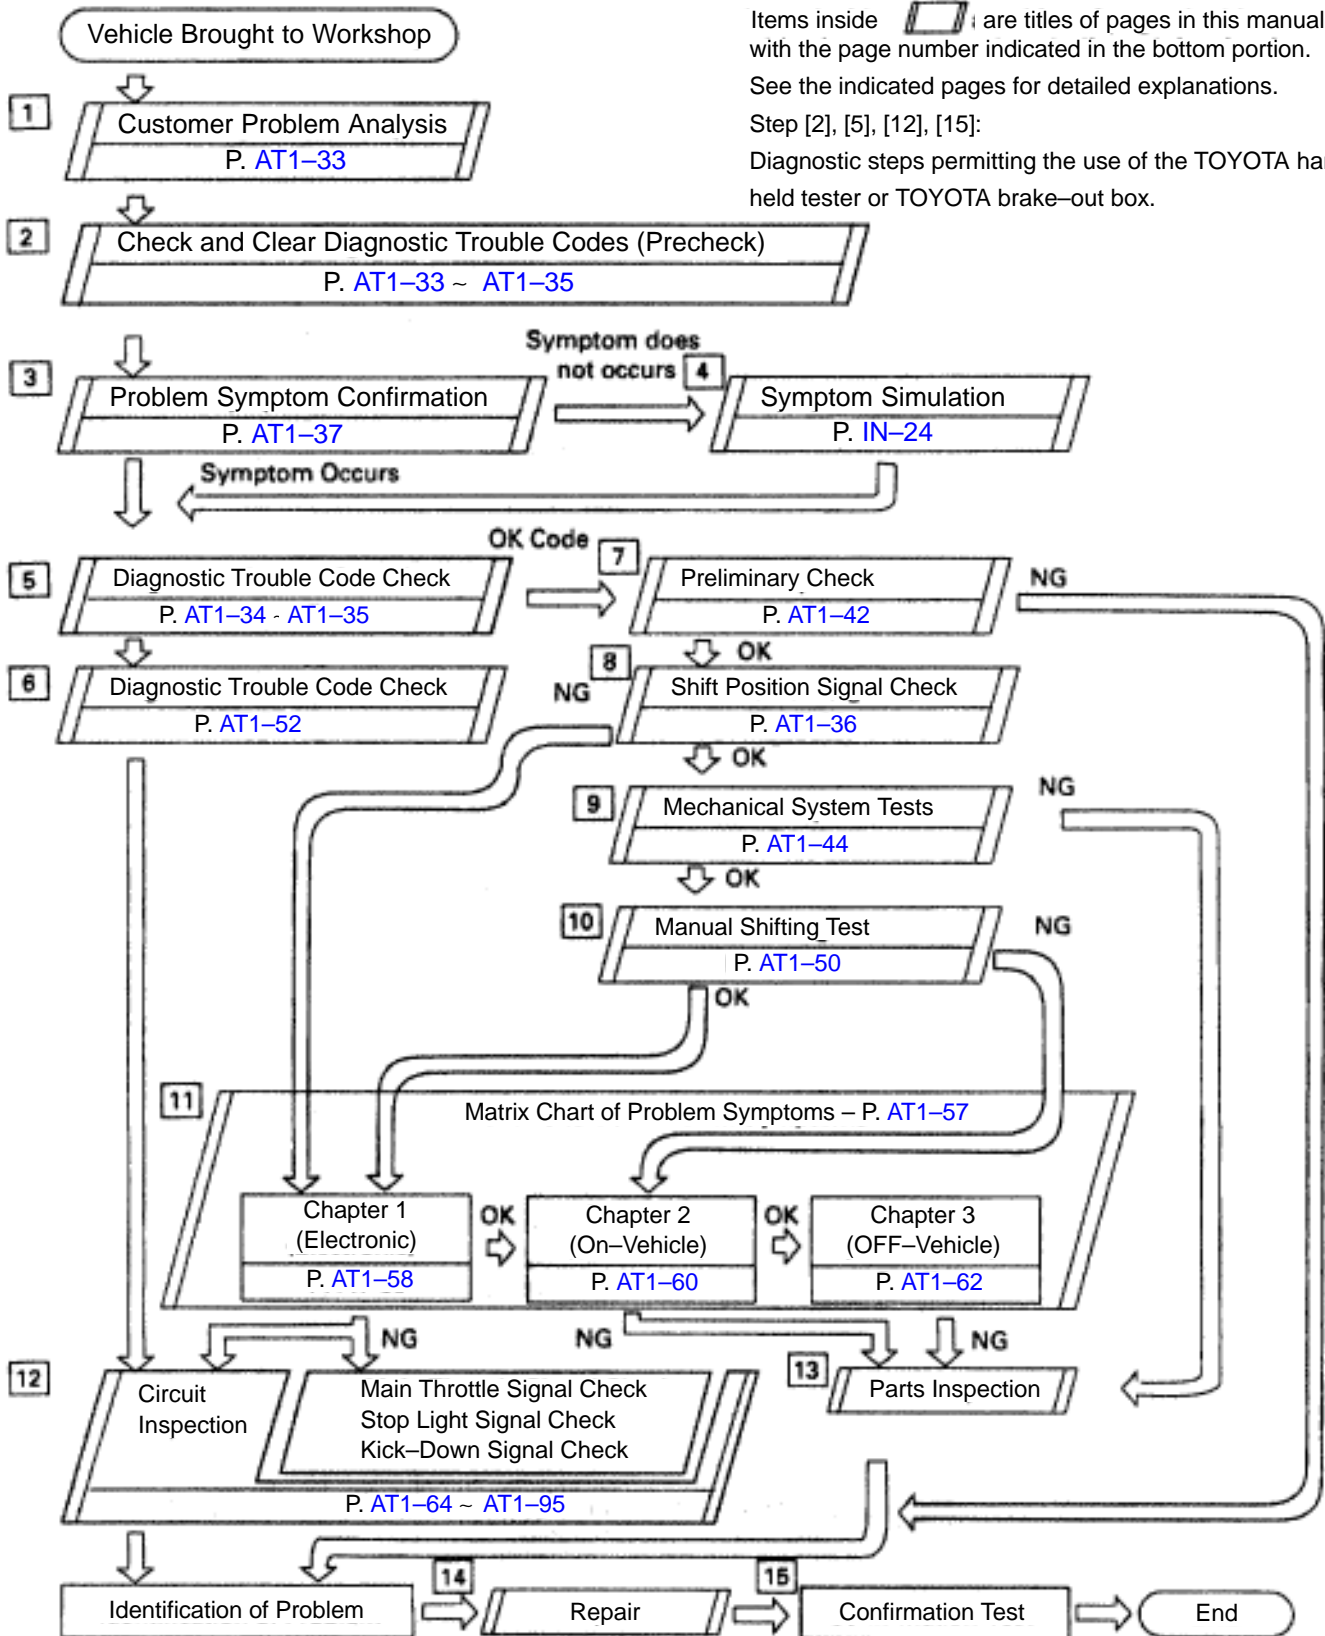 Vehicle Brought to Workshop
Items inside are titles of pages in this manual
with the page number indicated in the bottom portion.
See the indicated pages for detailed explanations.
Step [2], [5], [12], [15]:
Diagnostic steps permitting the use of the TOYOTA
held tester or TOYOTA brake–out box.
1
Customer Problem Analysis
P. AT1–33
2
Check and Clear Diagnostic Trouble Codes (Precheck)
P. AT1–33 ~ AT1–35
3
Problem Symptom Confirmation
P. AT1–37
Symptom does
not occurs
4
Symptom Simulation
P. IN–24
Symptom Occurs
5
Diagnostic Trouble Code Check
P. AT1–34 - AT1–35
OK Code
7
Preliminary Check
P. AT1–42
NG
OK
6
Diagnostic Trouble Code Check
P. AT1–52
8
NG
Shift Position Signal Check
P. AT1–36
OK
9
Mechanical System Tests
P. AT1–44
NG
OK
10
Manual Shifting Test
P. AT1–50
NG
OK
11
Matrix Chart of Problem Symptoms – P. AT1–57
Chapter 1
(Electronic)
P. AT1–58
OK
Chapter 2
(On–Vehicle)
P. AT1–60
OK
Chapter 3
(OFF–Vehicle)
P. AT1–62
NG
NG
NG
12
Circuit
Inspection
Main Throttle Signal Check
Stop Light Signal Check
Kick–Down Signal Check
P. AT1–64 ~ AT1–95
13
Parts Inspection
Identification of Problem
14
Repair
15
Confirmation Test
End